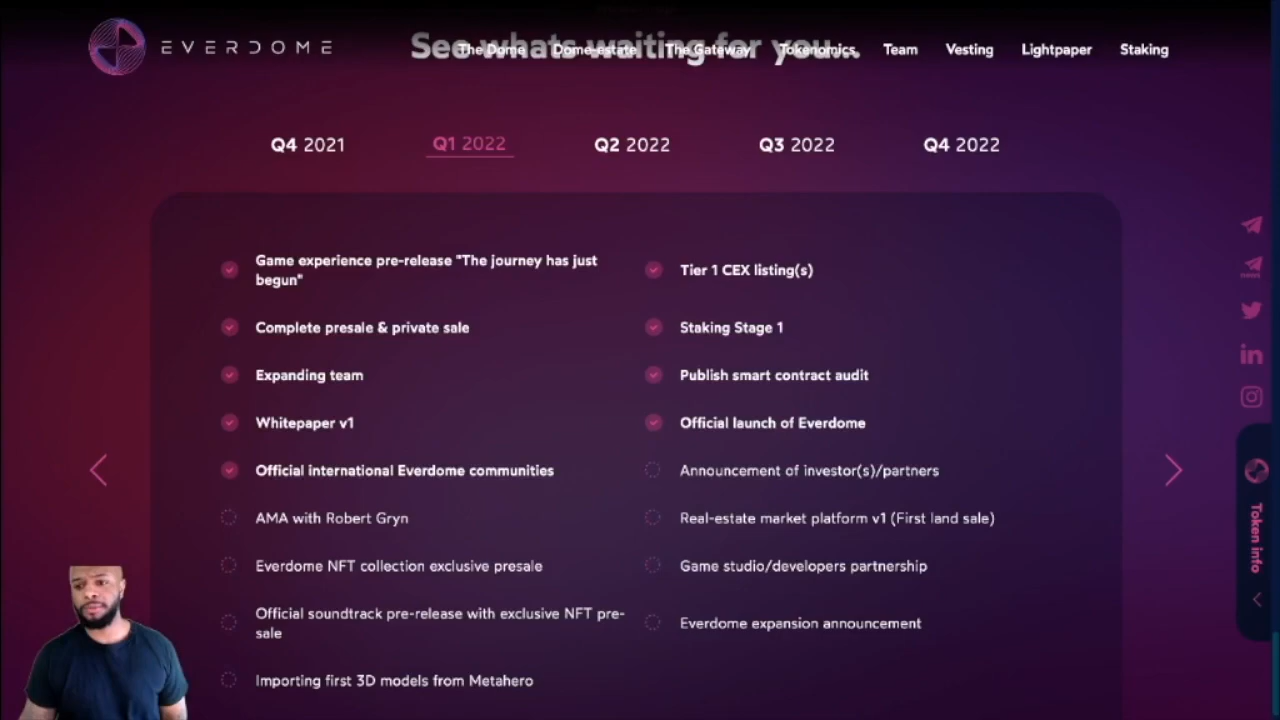 EVERDOME
See whats waiting for you...
The Dome
Dome-estate
The Gateway
Tokenomics
Team
Vesting
Lightpaper
Staking
Q4 2021
Q1 2022
Q2 2022
Q3 2022
Q4 2022
Game experience pre-release "The journey has just
begun"
Complete presale & private sale
Expanding team
Whitepaper v1
Official international Everdome communities
AMA with Robert Gryn
Everdome NFT collection exclusive presale
Official soundtrack pre-release with exclusive NFT pre-
sale
Importing first 3D models from Metahero
Tier 1 CEX listing(s)
Staking Stage 1
Publish smart contract audit
Official launch of Everdome
Announcement of investor(s)/partners
Real-estate market platform v1 (First land sale)
Game studio/developers partnership
Everdome expansion announcement
news
in
Token info